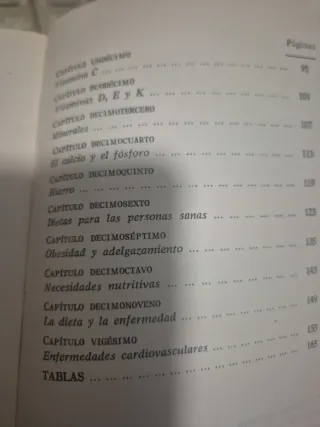 Páginas
CAPÍTULO UNDÉCIMO
Vitamina C ... ... ... ... ... ... ... ... ... ... ... ... 95
CAPÍTULO DUODÉCIMO
Vitaminas D, E y K ... ... ... ... ... ... ... ... ... 101
CAPÍTULO DECIMOTERCERO
Minerales ... ... ... ... ... ... ... ... ... ... ... ... 107
CAPÍTULO DECIMOCUARTO
El calcio y el fósforo ... ... ... ... ... ... ... ... 113
CAPÍTULO DECIMOQUINTO
Hierro ... ... ... ... ... ... ... ... ... ... ... ... 119
CAPÍTULO DECIMOSEXTO
Dietas para las personas sanas ... ... ... ... ... 123
CAPÍTULO DECIMOSÉPTIMO
Obesidad y adelgazamiento ... ... ... ... ... ... 135
CAPÍTULO DECIMOCTAVO
Necesidades nutritivas ... ... ... ... ... ... ... 143
CAPÍTULO DECIMONOVENO
La dieta y la enfermedad ... ... ... ... ... ... 149
CAPÍTULO VIGÉSIMO
Enfermedades cardiovasculares ... ... ... ... ... 153
TABLAS ... ... ... ... ... ... ... ... ... ... ... 165